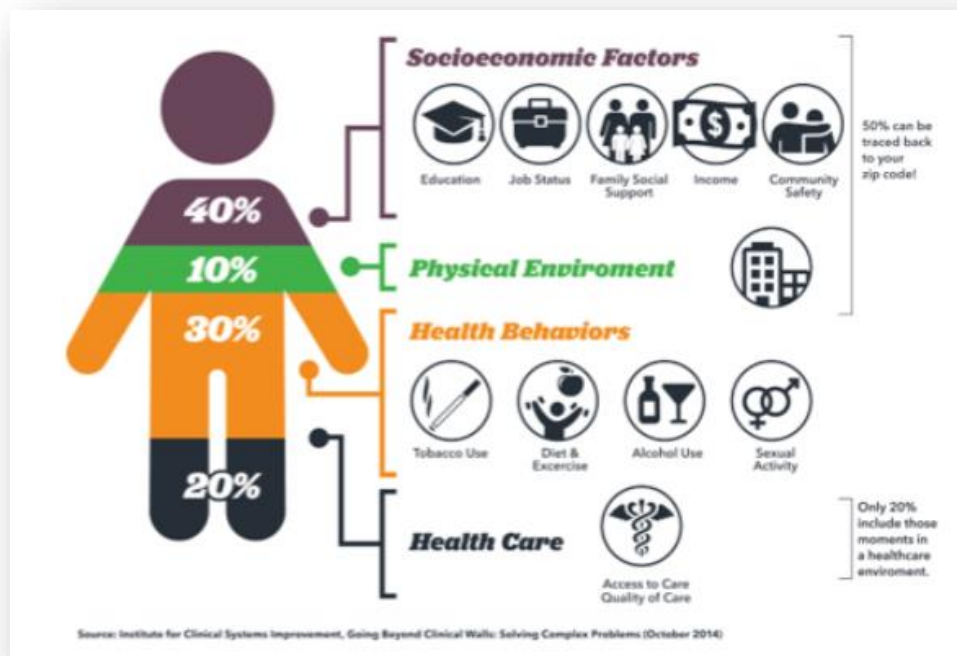 Socioeconomic Factors
Education
Job Status
Family Social
Support
Income
Community
Safety
50% can be
traced back
to your
zip code!
40%
10%
Physical Enviroment
30%
Health Behaviors
Tobacco Use
Diet &
Excercise
Alcohol Use
Sexual
Activity
20%
Health Care
Access to Care
Quality of Care
Only 20%
include those
moments in
a healthcare
enviroment.
Source: Institute for Clinical Systems Improvement, Going Beyond Clinical Walls: Solving Complex Problems (October 2014)